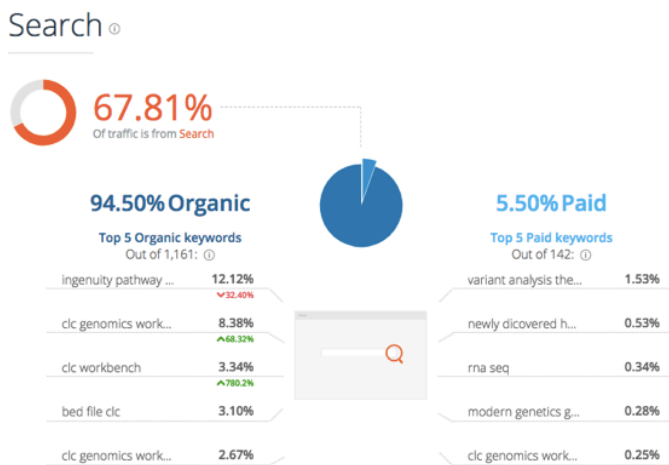 Search
67.81%
Of traffic is from Search
94.50% Organic
Top 5 Organic keywords
Out of 1,161:
ingenuity pathway ... 12.12%
32.40%
clc genomics work... 8.38%
68.32%
clc workbench 3.34%
780.2%
bed file clc 3.10%
clc genomics work... 2.67%
5.50% Paid
Top 5 Paid keywords
Out of 142:
variant analysis the... 1.53%
newly dicovered h... 0.53%
rna seq 0.34%
modern genetics g... 0.28%
clc genomics work... 0.25%